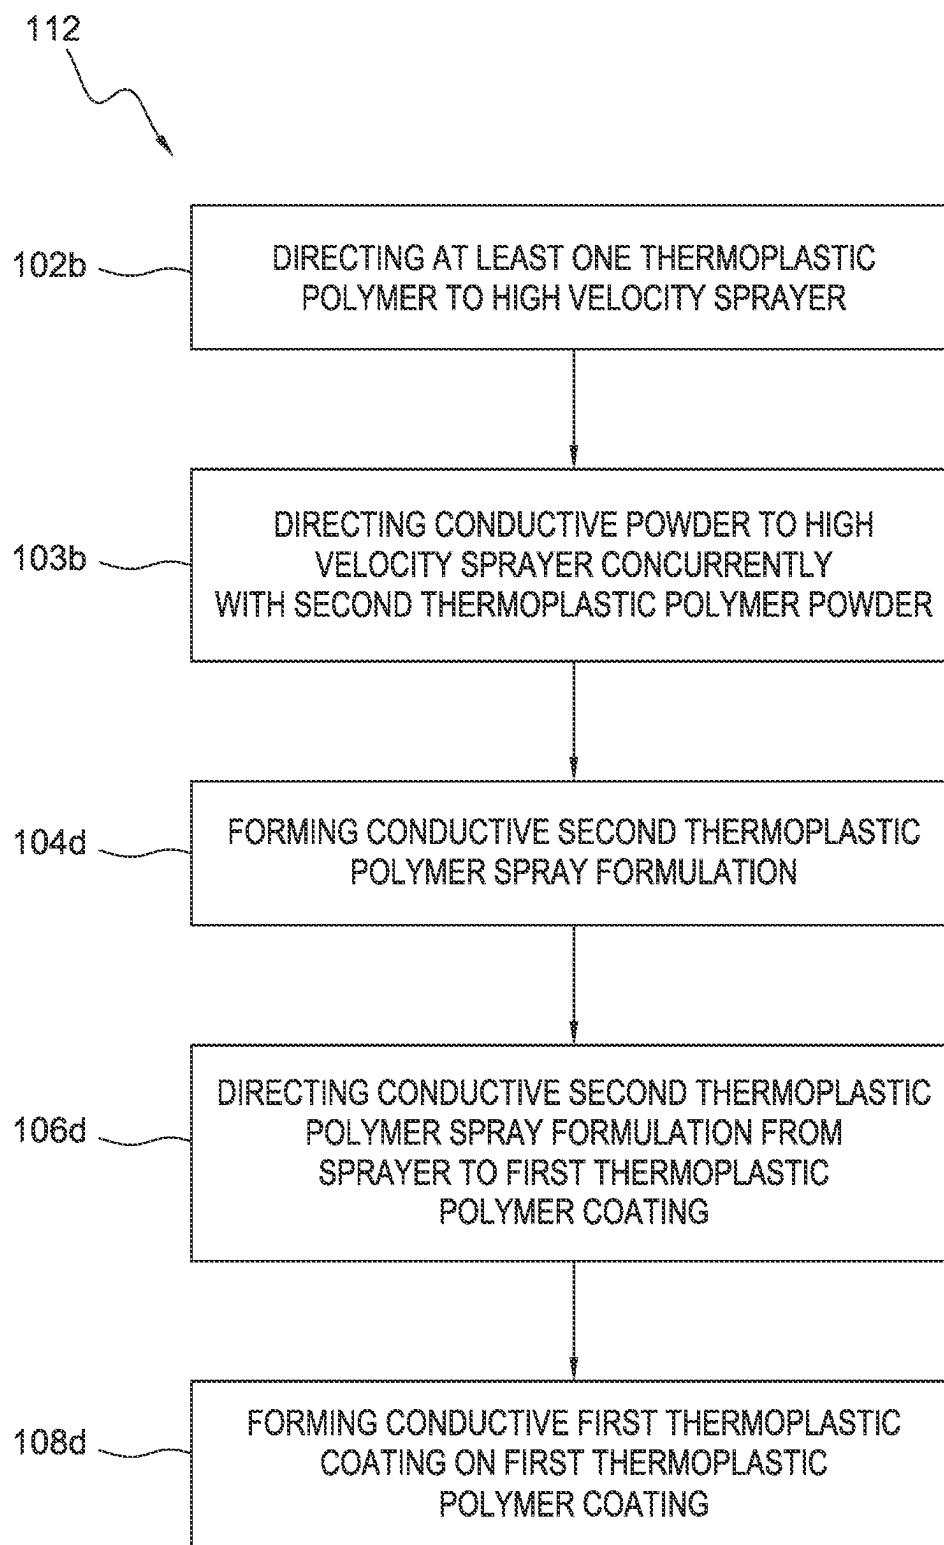 112
102b
DIRECTING AT LEAST ONE THERMOPLASTIC
POLYMER TO HIGH VELOCITY SPRAYER
103b
DIRECTING CONDUCTIVE POWDER TO HIGH
VELOCITY SPRAYER CONCURRENTLY
WITH SECOND THERMOPLASTIC POLYMER POWDER
104d
FORMING CONDUCTIVE SECOND THERMOPLASTIC
POLYMER SPRAY FORMULATION
106d
DIRECTING CONDUCTIVE SECOND THERMOPLASTIC
POLYMER SPRAY FORMULATION FROM
SPRAYER TO FIRST THERMOPLASTIC
POLYMER COATING
108d
FORMING CONDUCTIVE FIRST THERMOPLASTIC
COATING ON FIRST THERMOPLASTIC
POLYMER COATING